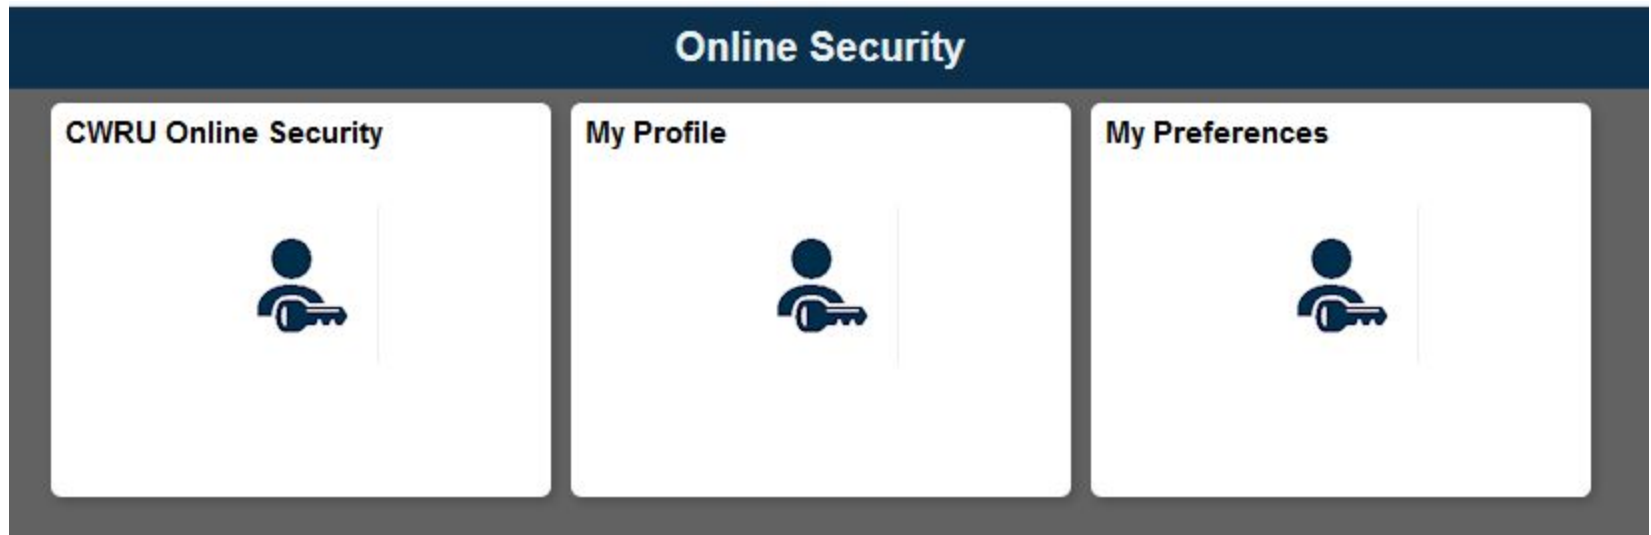 Online Security
CWRU Online Security
My Profile
My Preferences